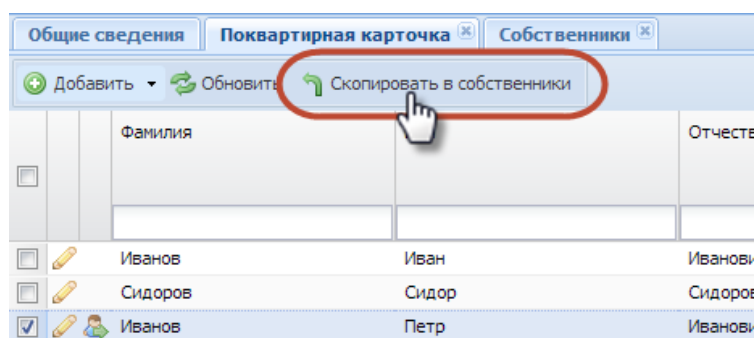 Общие сведения Поквартирная карточка Собственники
Добавить Обновить Скопировать в собственники
Фамилия
Иванов Иван
Сидоров Сидор
Иванов Петр